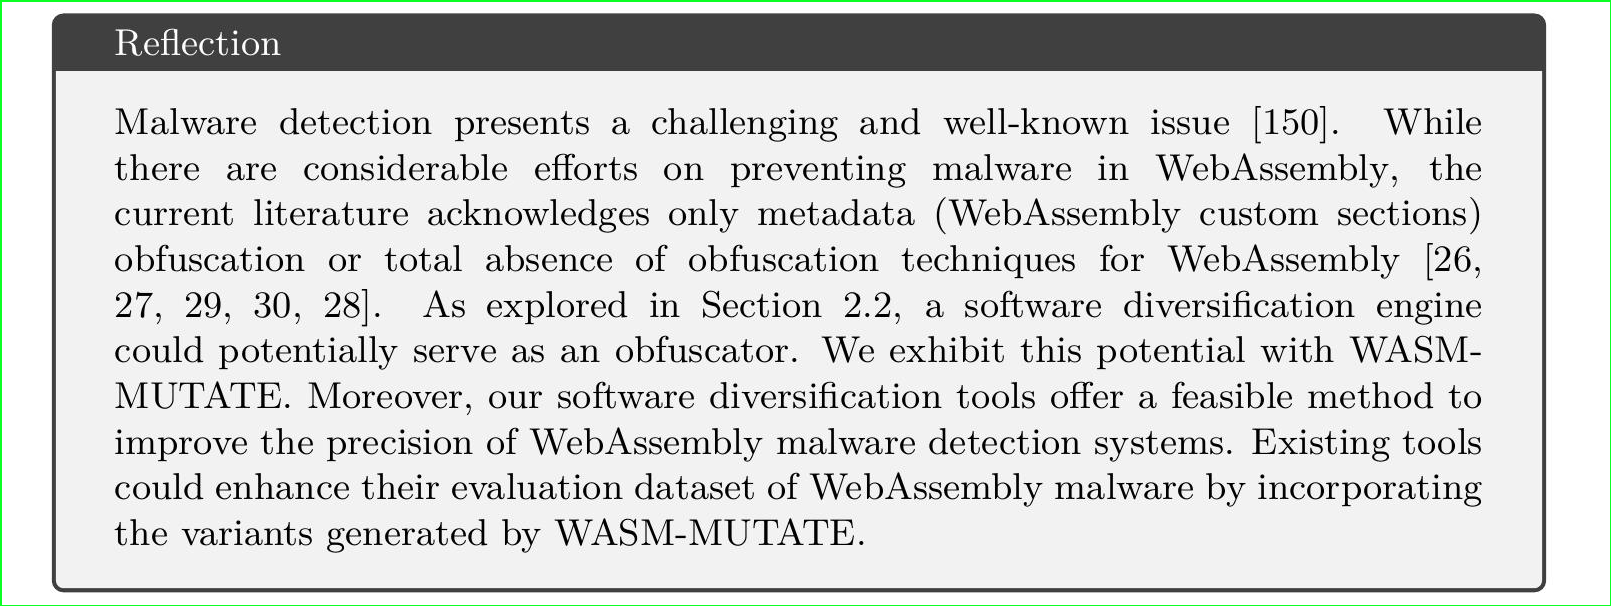 Reflection
Malware detection presents a challenging and well-known issue [150]. While
there are considerable efforts on preventing malware in WebAssembly, the
current literature acknowledges only metadata (WebAssembly custom sections)
obfuscation or total absence of obfuscation techniques for WebAssembly [26,
27, 29, 30, 28]. As explored in Section 2.2, a software diversification engine
could potentially serve as an obfuscator. We exhibit this potential with WASM-
MUTATE. Moreover, our software diversification tools offer a feasible method to
improve the precision of WebAssembly malware detection systems. Existing tools
could enhance their evaluation dataset of WebAssembly malware by incorporating
the variants generated by WASM-MUTATE.